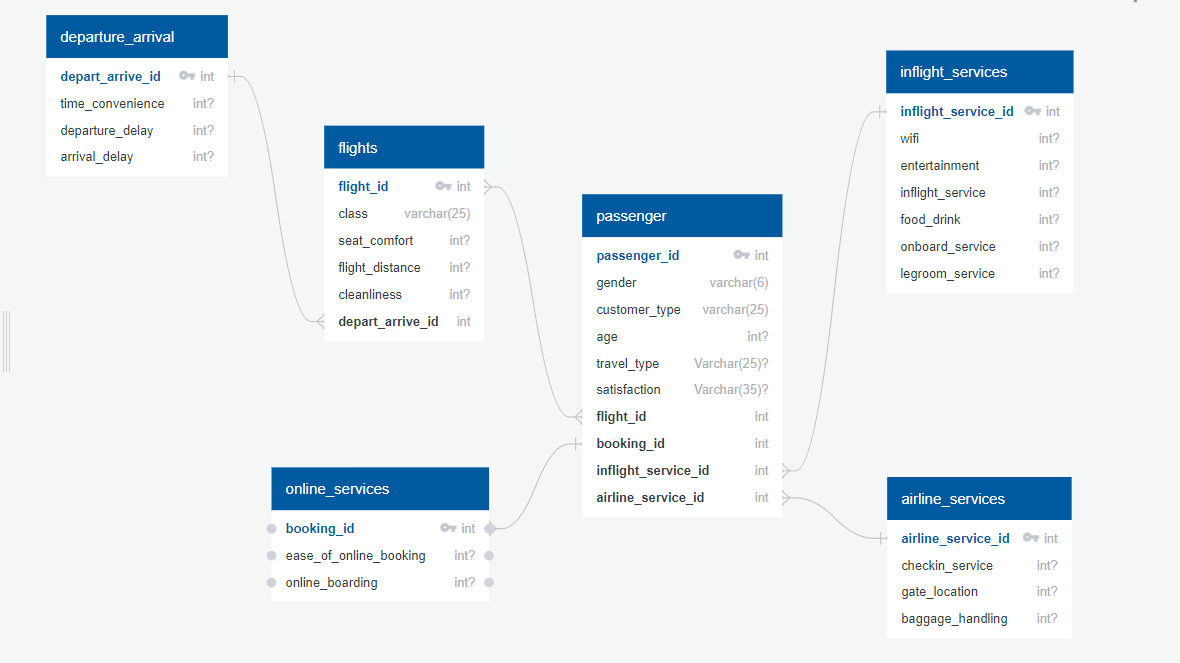 departure_arrival
depart_arrive_id int
time_convenience int?
departure_delay int?
arrival_delay int?
flights
flight_id int
class varchar(25)
seat_comfort int?
flight_distance int?
cleanliness int?
depart_arrive_id int
passenger
passenger_id int
gender varchar(6)
customer_type varchar(25)
age int?
travel_type Varchar(25)?
satisfaction Varchar(35)?
flight_id int
booking_id int
inflight_service_id int
airline_service_id int
inflight_services
inflight_service_id int
wifi int?
entertainment int?
inflight_service int?
food_drink int?
onboard_service int?
legroom_service int?
online_services
booking_id int
ease_of_online_booking int?
online_boarding int?
airline_services
airline_service_id int
checkin_service int?
gate_location int?
baggage_handling int?